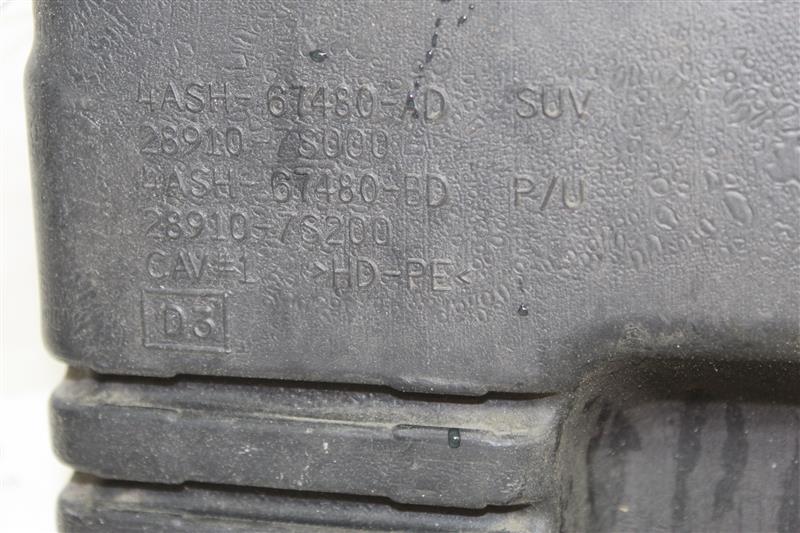 4ASH-67480-AD SUV
28910-7S000
4ASH-67480-BD P/U
28910-7S200
CAV=1 >HD-PE<
D3